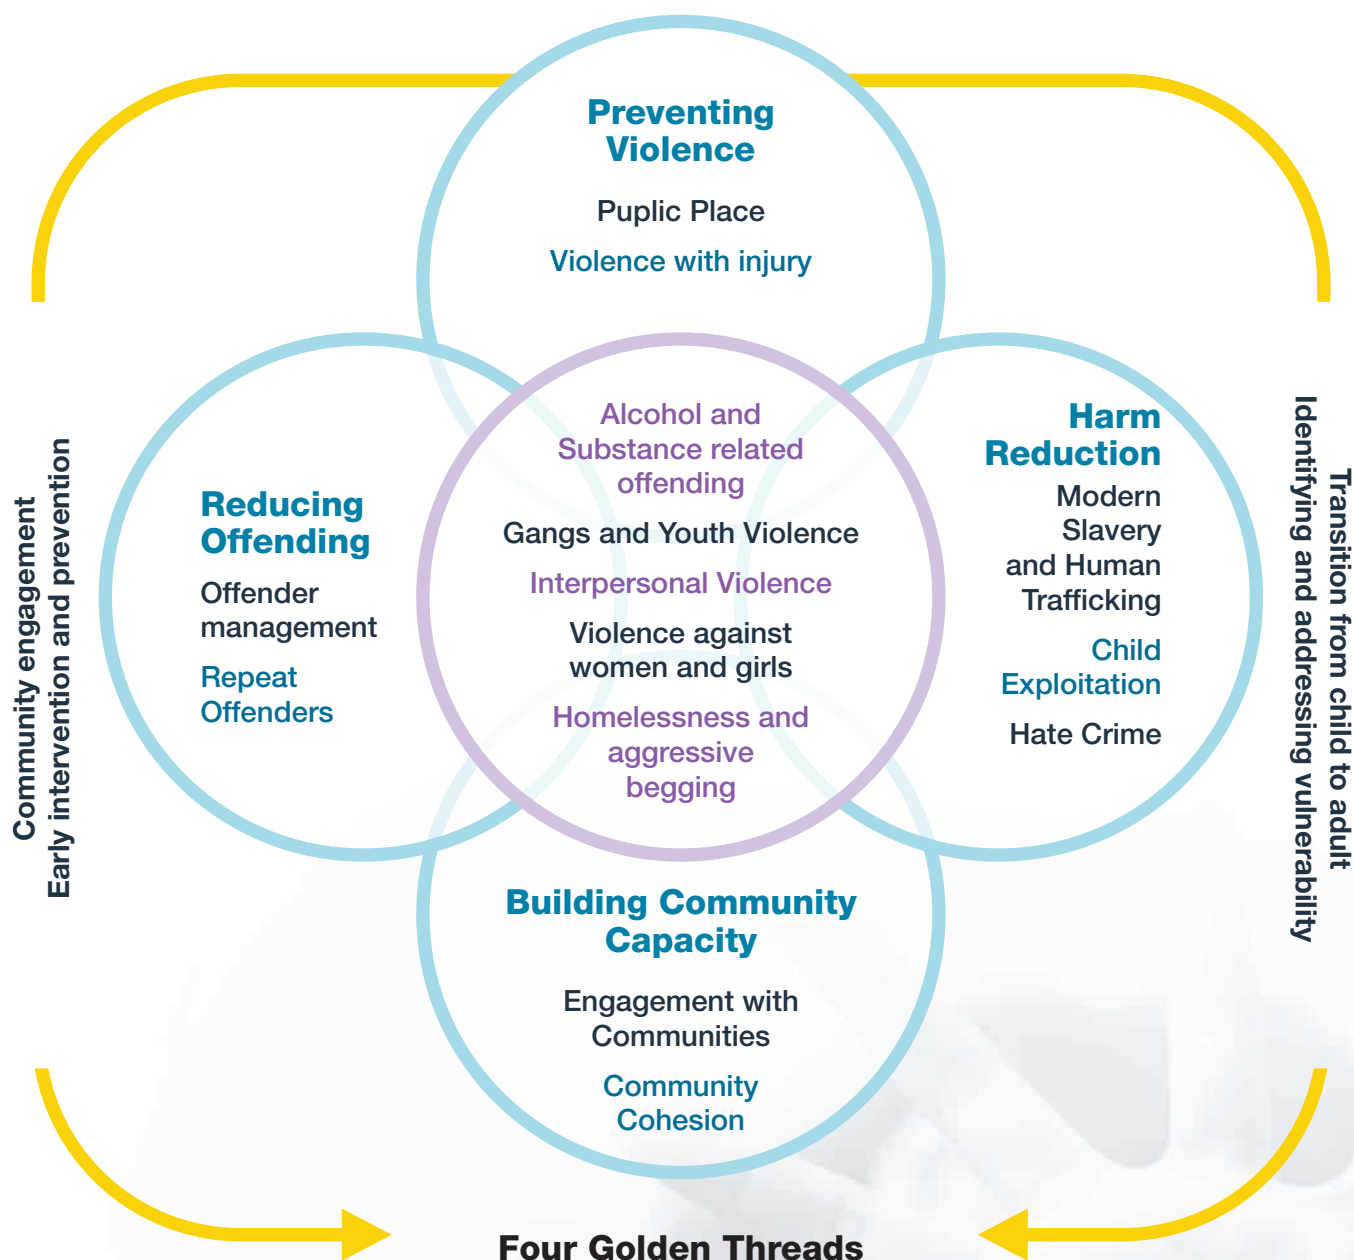 Preventing
Violence
Puplic Place
Violence with injury
Alcohol and
Substance related
offending
Gangs and Youth Violence
Interpersonal Violence
Violence against
women and girls
Homelessness and
aggressive
begging
Reducing
Offending
Offender
management
Repeat
Offenders
Harm
Reduction
Modern
Slavery
and Human
Trafficking
Child
Exploitation
Hate Crime
Building Community
Capacity
Engagement with
Communities
Community
Cohesion
Community engagement
Early intervention and prevention
Transition from child to adult
Identifying and addressing vulnerability
Four Golden Threads